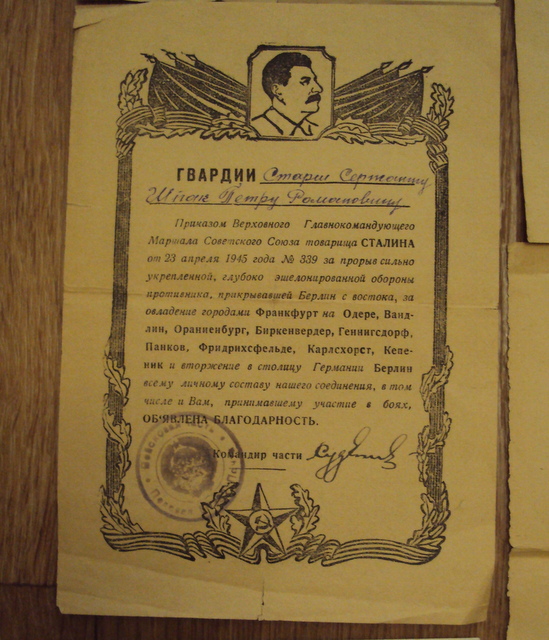 ГВАРДИИ Старш Сержанту
Шпак Петру Романовичу
Приказом Верховного Главнокомандующего
Маршала Советского Союза товарища СТАЛИНА
от 23 апреля 1945 года № 339 за прорыв сильно
укрепленной, глубоко эшелонированной обороны
противника, прикрывавшей Берлин с востока, за
овладение городами Франкфурт на Одере, Ванд-
лиц, Ораниенбург, Биркенвердер, Геннигсдорф,
Панков, Фридрихсфельде, Карлсхорст, Кепе-
ник и вторжение в столицу Германии Берлин
всему личному составу нашего соединения, в том
числе и Вам, принимавшему участие в боях,
ОБ'ЯВЛЕНА БЛАГОДАРНОСТЬ.
Командир части